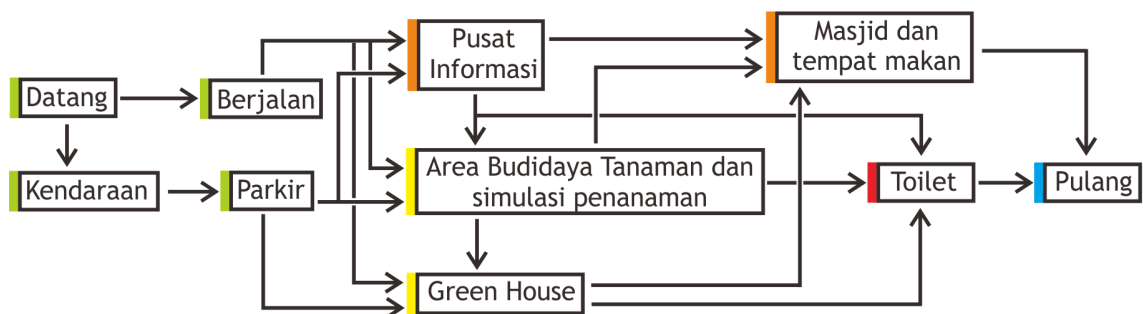 Datang
Berjalan
Kendaraan
Parkir
Pusat
Informasi
Area Budidaya Tanaman dan
simulasi penanaman
Green House
Masjid dan
tempat makan
Toilet
Pulang